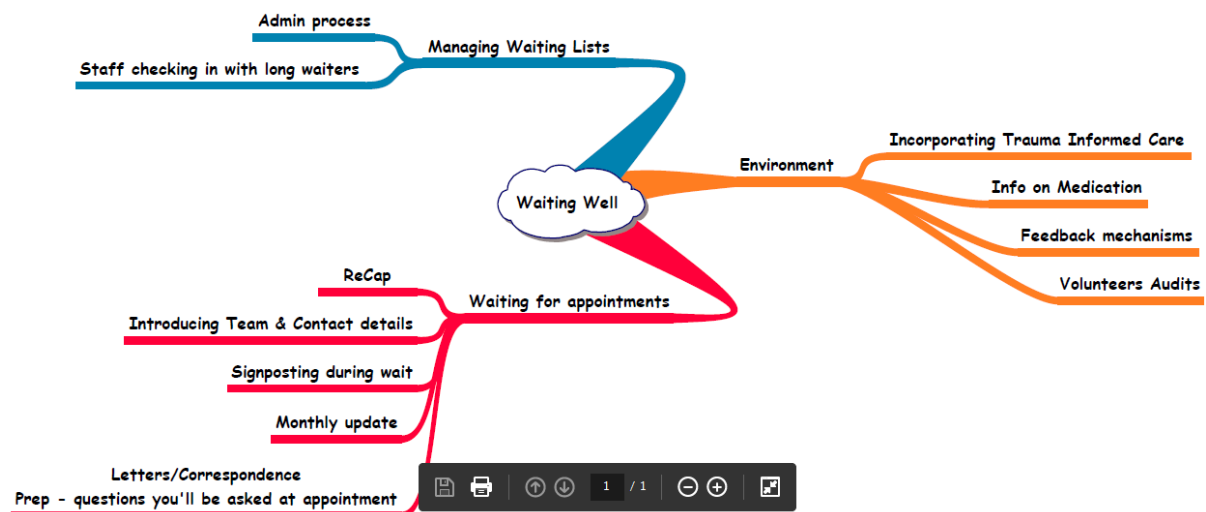 Admin process
Managing Waiting Lists
Staff checking in with long waiters
Incorporating Trauma Informed Care
Environment
Info on Medication
Waiting Well
Feedback mechanisms
Volunteers Audits
ReCap
Waiting for appointments
Introducing Team & Contact details
Signposting during wait
Monthly update
Letters/Correspondence
Prep - questions you'll be asked at appointment
1 / 1